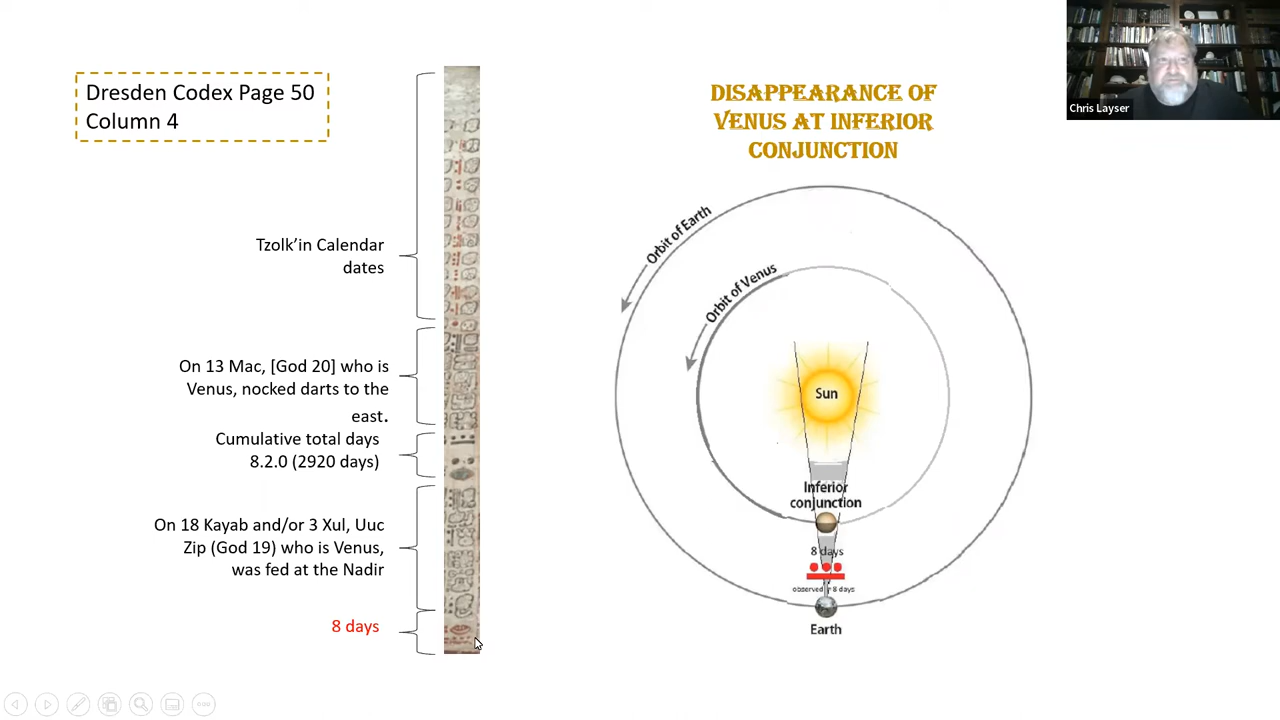 Dresden Codex Page 50
Column 4
Tzolk’in Calendar
dates
On 13 Mac, [God 20] who is
Venus, nocked darts to the
east.
Cumulative total days
8.2.0 (2920 days)
On 18 Kayab and/or 3 Xul, Uuc
Zip (God 19) who is Venus,
was fed at the Nadir
8 days
DISAPPEARANCE OF
VENUS AT INFERIOR
CONJUNCTION
Orbit of Earth
Orbit of Venus
Sun
Inferior
conjunction
8 days
observed 8 days
Earth
Chris Layser